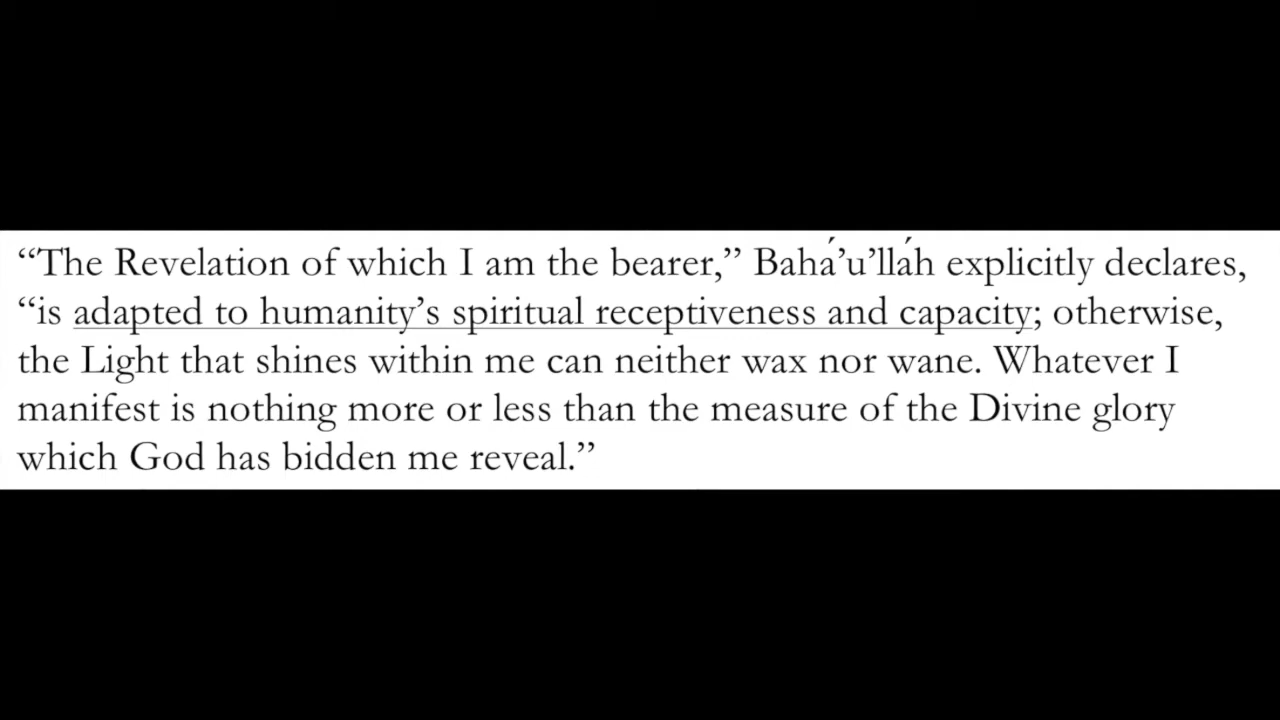 “The Revelation of which I am the bearer,” Bahá’u’lláh explicitly declares,
“is adapted to humanity’s spiritual receptiveness and capacity; otherwise,
the Light that shines within me can neither wax nor wane. Whatever I
manifest is nothing more or less than the measure of the Divine glory
which God has bidden me reveal.”